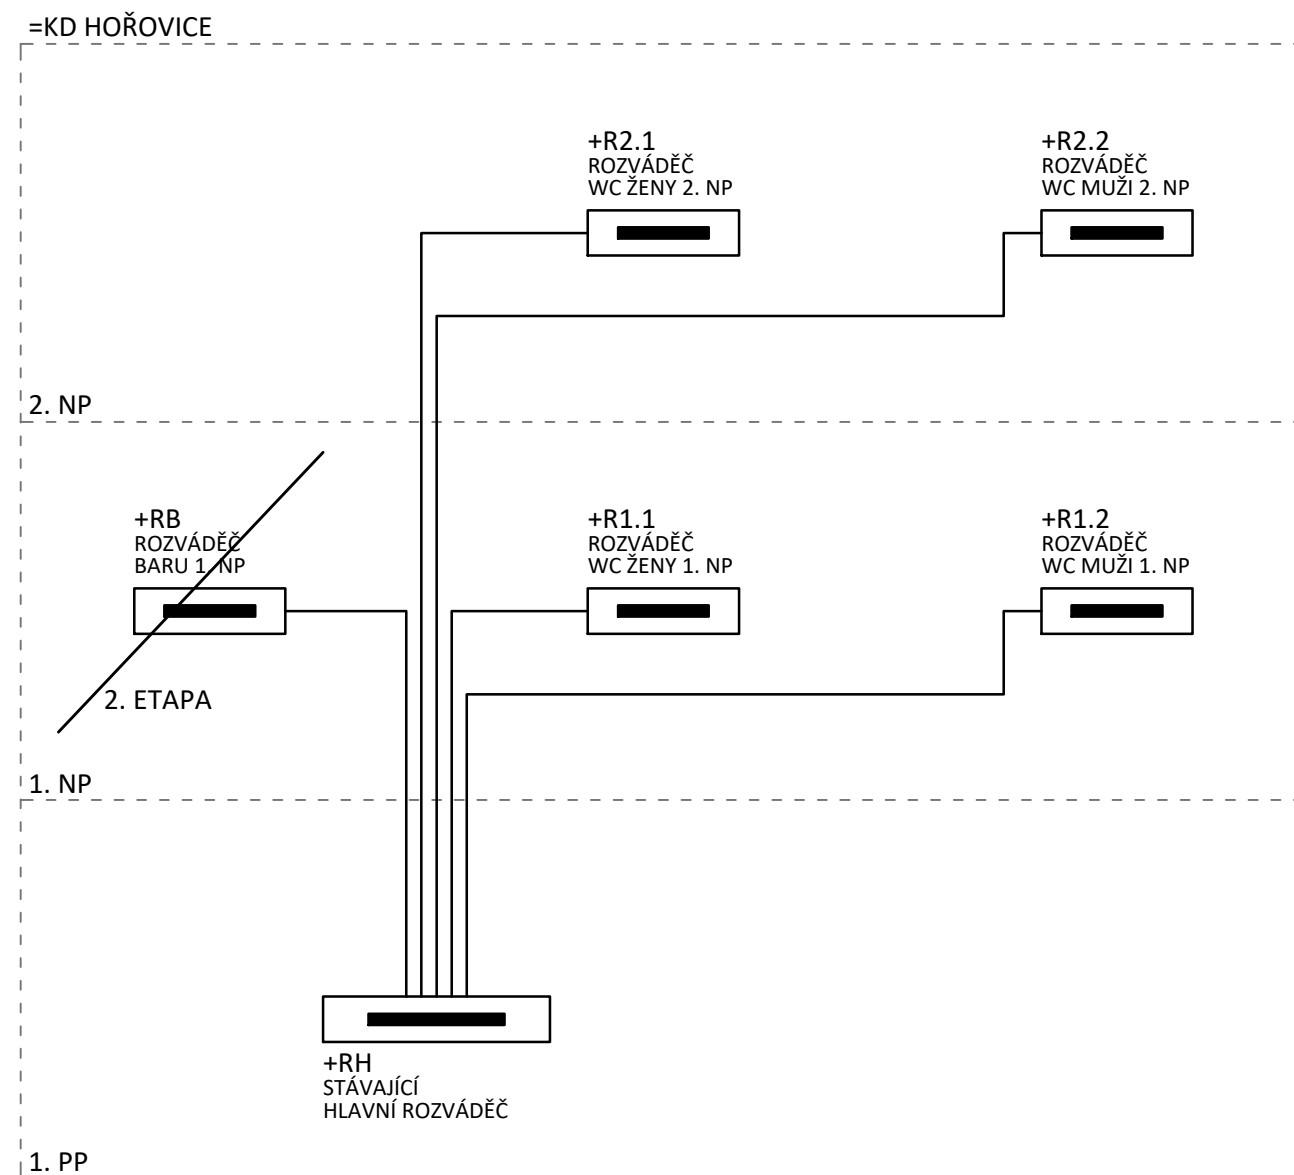 =KD HOŘOVICE
+R2.1
ROZVÁDĚČ
WC ŽENY 2. NP
+R2.2
ROZVÁDĚČ
WC MUŽI 2. NP
2. NP
+RB
ROZVÁDĚČ
BARU 1. NP
+R1.1
ROZVÁDĚČ
WC ŽENY 1. NP
+R1.2
ROZVÁDĚČ
WC MUŽI 1. NP
2. ETAPA
1. NP
+RH
STÁVAJÍCÍ
HLAVNÍ ROZVÁDĚČ
1. PP